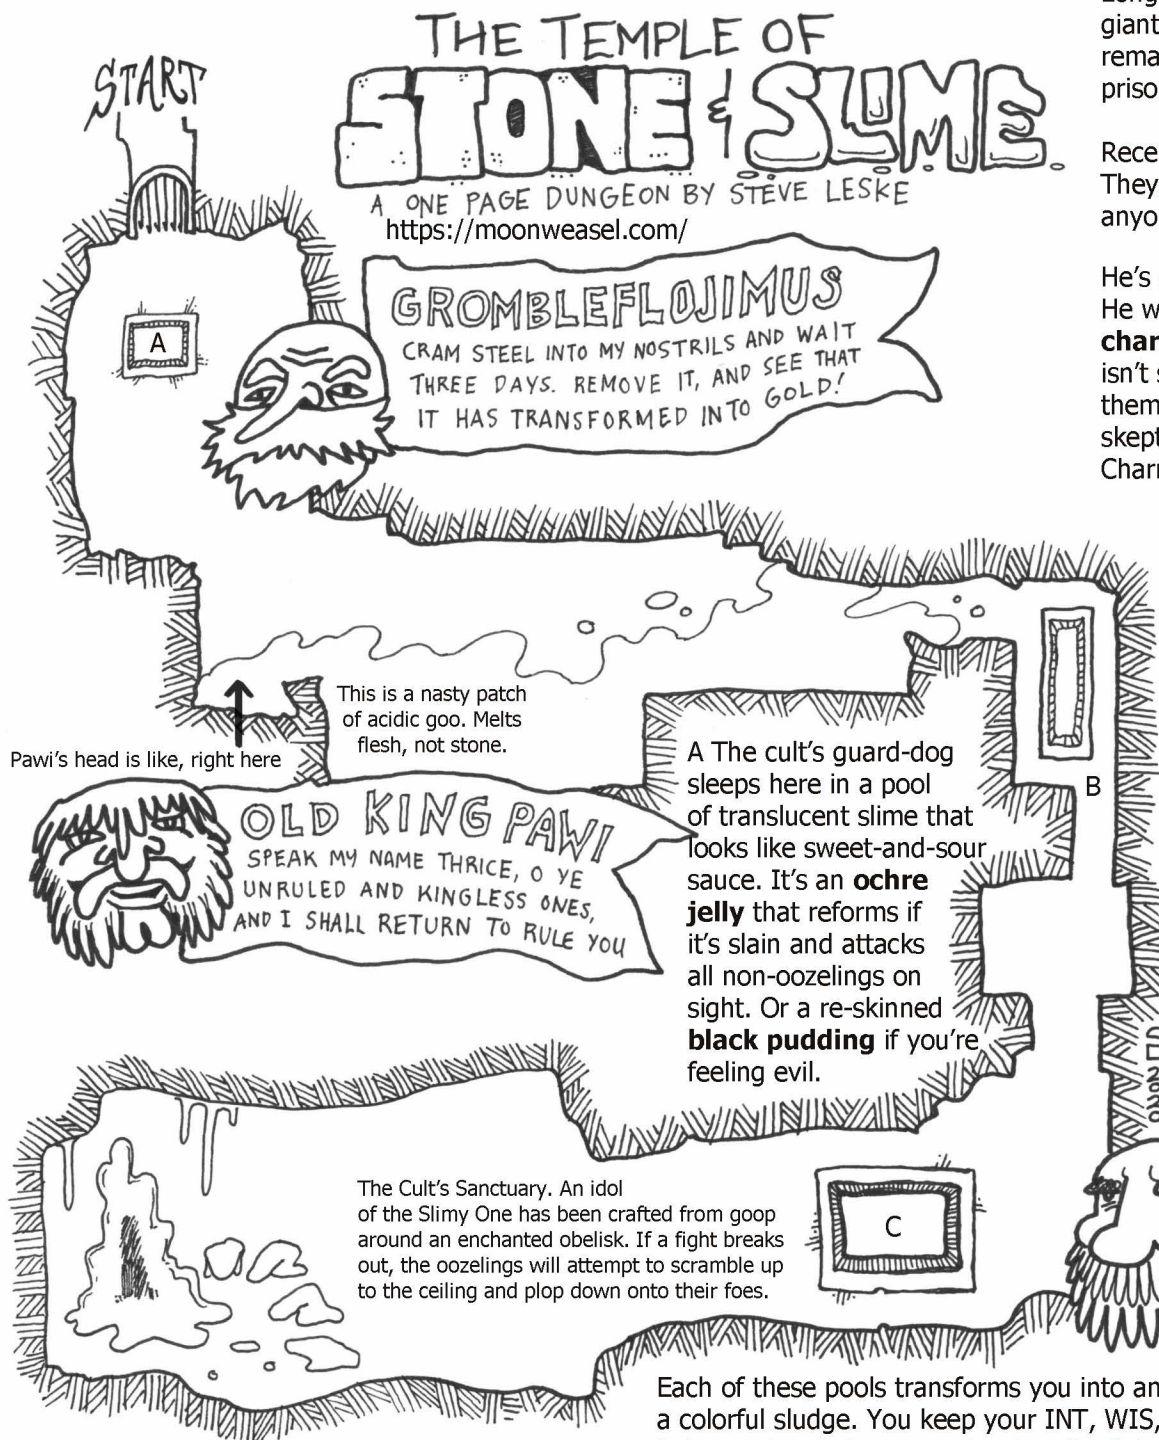 THE TEMPLE OF
STONE & SLIME
A ONE PAGE DUNGEON BY STEVE LESKE
https://moonweasel.com/
START
giant
rema
priso
Rece
They
anyo
He's
He w
char
isn't s
them
skept
Charr
A
GROMBLEFLOJIMUS
CRAM STEEL INTO MY NOSTRILS AND WAIT
THREE DAYS. REMOVE IT, AND SEE THAT
IT HAS TRANSFORMED INTO GOLD!
This is a nasty patch
of acidic goo. Melts
flesh, not stone.
Pawi's head is like, right here
OLD KING PAWI
SPEAK MY NAME THRICE, O YE
UNRULED AND KINGLESS ONES,
AND I SHALL RETURN TO RULE YOU
B
A The cult's guard-dog
sleeps here in a pool
of translucent slime that
looks like sweet-and-sour
sauce. It's an ochre
jelly that reforms if
it's slain and attacks
all non-oozelings on
sight. Or a re-skinned
black pudding if you're
feeling evil.
The Cult's Sanctuary. An idol
of the Slimy One has been crafted from goop
around an enchanted obelisk. If a fight breaks
out, the oozelings will attempt to scramble up
to the ceiling and plop down onto their foes.
C
Each of these pools transforms you into an
a colorful sludge. You keep your INT, WIS,